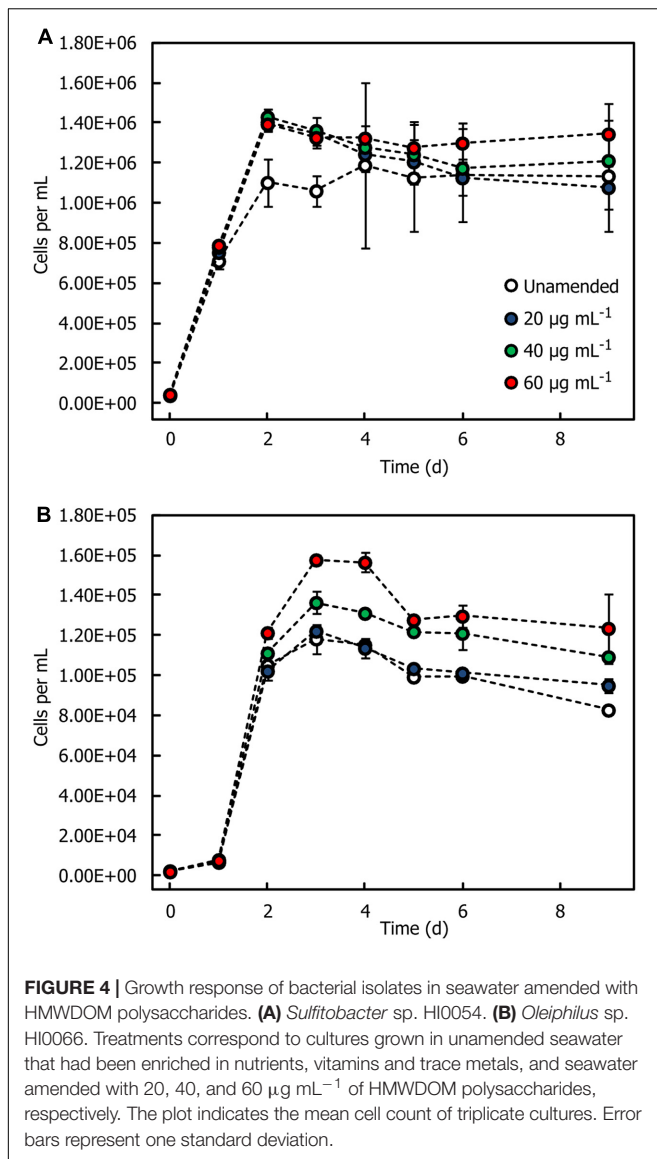 A
1.80E+06
1.60E+06
1.40E+06
1.20E+06
1.00E+06
8.00E+05
6.00E+05
4.00E+05
2.00E+05
0.00E+00
Cells per mL
Unamended
20 µg mL⁻¹
40 µg mL⁻¹
60 µg mL⁻¹
0 2 4 6 8
Time (d)
B
1.80E+05
1.60E+05
1.40E+05
1.20E+05
1.00E+05
8.00E+04
6.00E+04
4.00E+04
2.00E+04
0.00E+00
Cells per mL
0 2 4 6 8
Time (d)
FIGURE 4 | Growth response of bacterial isolates in seawater amended with
HMWDOM polysaccharides. (A) Sulfitobacter sp. HI0054. (B) Oleiphilus sp.
HI0066. Treatments correspond to cultures grown in unamended seawater
that had been enriched in nutrients, vitamins and trace metals, and seawater
amended with 20, 40, and 60 µg mL⁻¹ of HMWDOM polysaccharides,
respectively. The plot indicates the mean cell count of triplicate cultures. Error
bars represent one standard deviation.